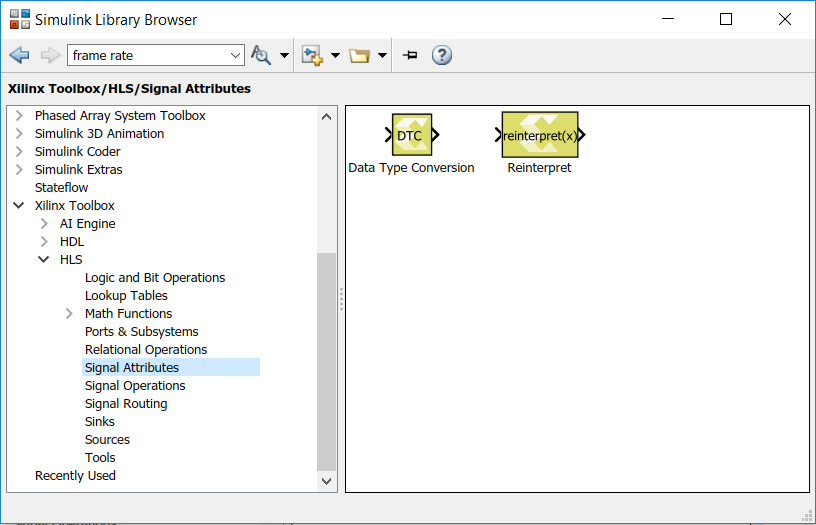 Simulink Library Browser
frame rate
Xilinx Toolbox/HLS/Signal Attributes
Phased Array System Toolbox
Simulink 3D Animation
Simulink Coder
Simulink Extras
Stateflow
Xilinx Toolbox
AI Engine
HDL
HLS
Logic and Bit Operations
Lookup Tables
Math Functions
Ports & Subsystems
Relational Operations
Signal Attributes
Signal Operations
Signal Routing
Sinks
Sources
Tools
Recently Used
DTC
Data Type Conversion
reinterpret(x)
Reinterpret